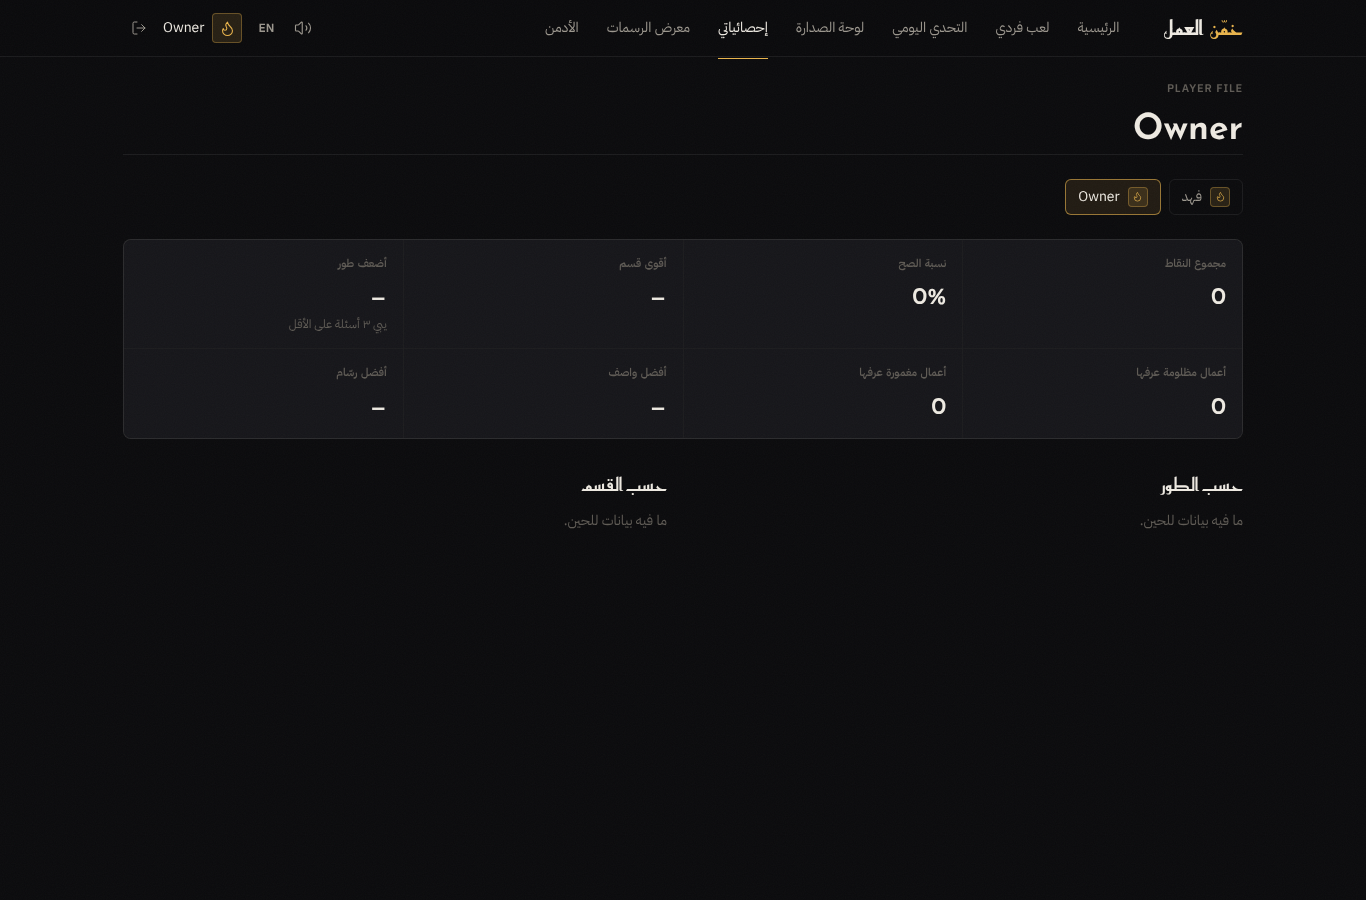 خمّن العمل
الرئيسية
لعب فردي
التحدي اليومي
لوحة الصدارة
إحصائياتي
معرض الرسمات
الأدمن
EN
Owner
PLAYER FILE
Owner
فهد
Owner
مجموع النقاط
0
نسبة الصح
0%
أقوى قسم
—
أضعف طور
—
يبي ٣ أسئلة على الأقل
أعمال مظلومة عرفها
0
أعمال مغمورة عرفها
0
أفضل واصف
—
أفضل رسّام
—
حسب الطور
ما فيه بيانات للحين.
حسب القسم
ما فيه بيانات للحين.